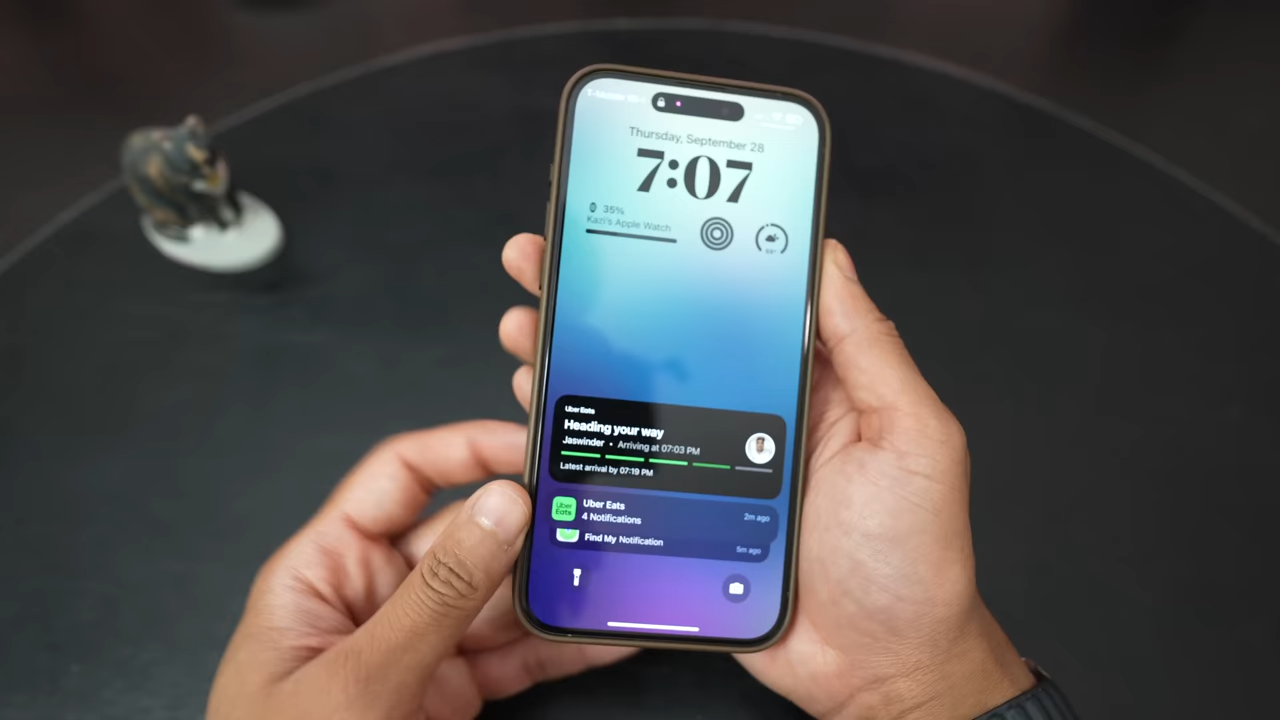 T-Mobile
Thursday, September 28
7:07
35%
Kazi's Apple Watch
Uber Eats
Heading your way
Jaswinder • Arriving at 07:03 PM
Latest arrival by 07:19 PM
Uber Eats
Uber Eats
4 Notifications
2m ago
Find My Notification
5m ago